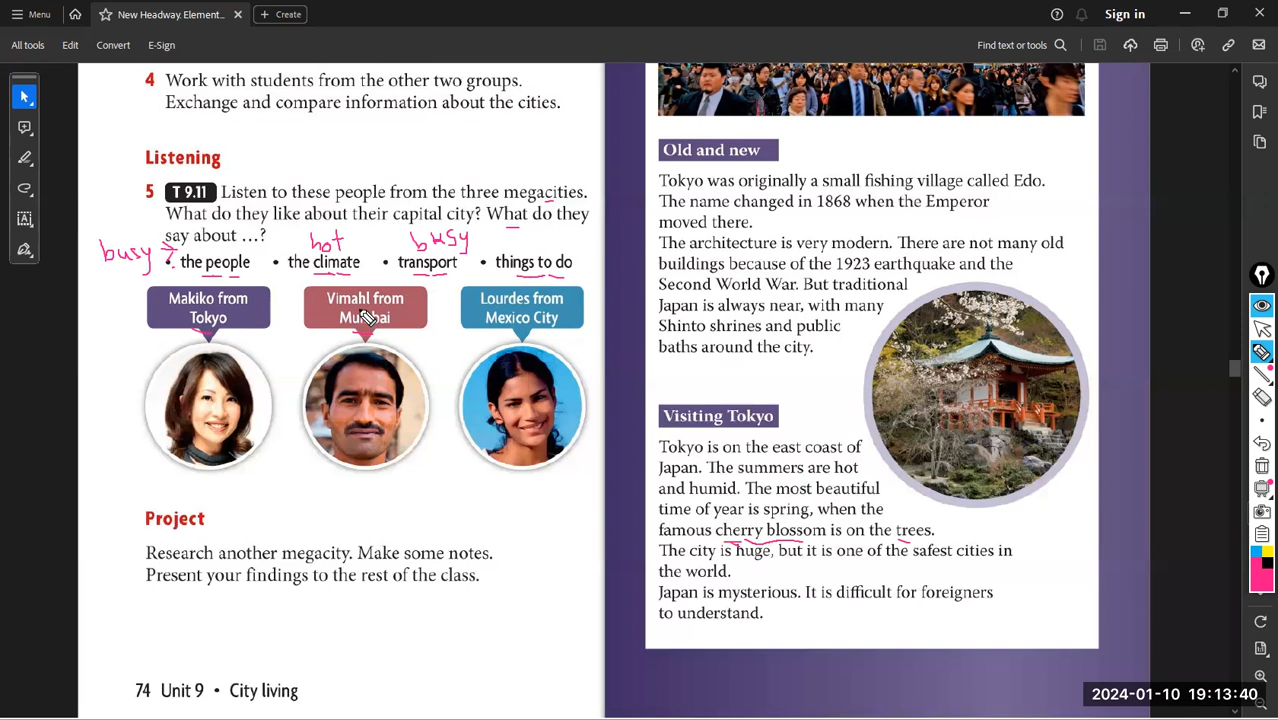 Menu
New Headway. Element...
Create
Sign in
All tools
Edit
Convert
E-Sign
Find text or tools
4 Work with students from the other two groups.
Exchange and compare information about the cities.
Listening
5 T 9.11 Listen to these people from the three megacities.
What do they like about their capital city? What do they
say about …?
busy ?
hot
busy
• the people • the climate • transport • things to do
Makiko from
Tokyo
Vimahl from
Mumbai
Lourdes from
Mexico City
Project
Research another megacity. Make some notes.
Present your findings to the rest of the class.
74 Unit 9 • City living
Old and new
Tokyo was originally a small fishing village called Edo.
The name changed in 1868 when the Emperor
moved there.
The architecture is very modern. There are not many old
buildings because of the 1923 earthquake and the
Second World War. But traditional
Japan is always near, with many
Shinto shrines and public
baths around the city.
Visiting Tokyo
Tokyo is on the east coast of
Japan. The summers are hot
and humid. The most beautiful
time of year is spring, when the
famous cherry blossom is on the trees.
The city is huge, but it is one of the safest cities in
the world.
Japan is mysterious. It is difficult for foreigners
to understand.
2024-01-10 19:13:40